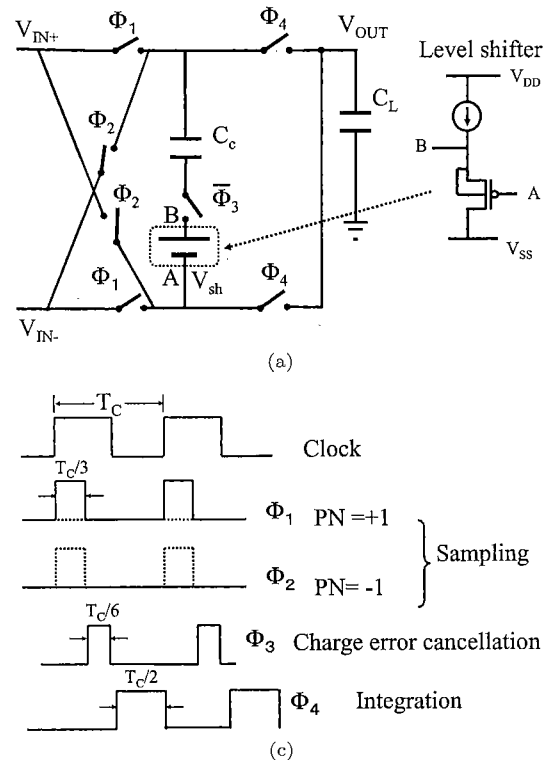 V_IN+
Φ1
Φ4
V_OUT
Level shifter
V_DD
Φ2
C_c
C_L
B
Φ2
Φ̅3
B
A
Φ1
A
V_sh
Φ4
V_SS
V_IN-
(a)
T_C
Clock
T_C/3
Φ1 PN =+1
Sampling
Φ2 PN= -1
T_C/6
Φ3 Charge error cancellation
T_C/2
Φ4 Integration
(c)